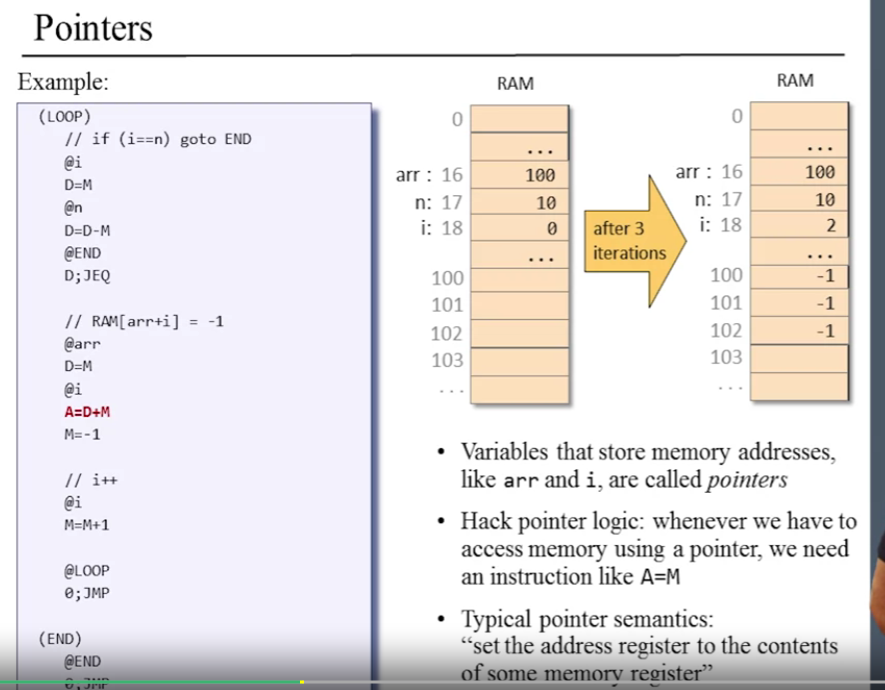 Pointers
Example:
(LOOP)
// if (i==n) goto END
@i
D=M
@n
D=D-M
@END
D;JEQ
// RAM[arr+i] = -1
@arr
D=M
@i
A=D+M
M=-1
// i++
@i
M=M+1
@LOOP
0;JMP
(END)
@END
0;JMP
RAM
0
...
arr : 16 100
n: 17 10
i: 18 0
...
100
101
102
103
...
after 3
iterations
RAM
0
...
arr : 16 100
n: 17 10
i: 18 2
...
100 -1
101 -1
102 -1
103
...
• Variables that store memory addresses,
like arr and i, are called pointers
• Hack pointer logic: whenever we have to
access memory using a pointer, we need
an instruction like A=M
• Typical pointer semantics:
“set the address register to the contents
of some memory register”